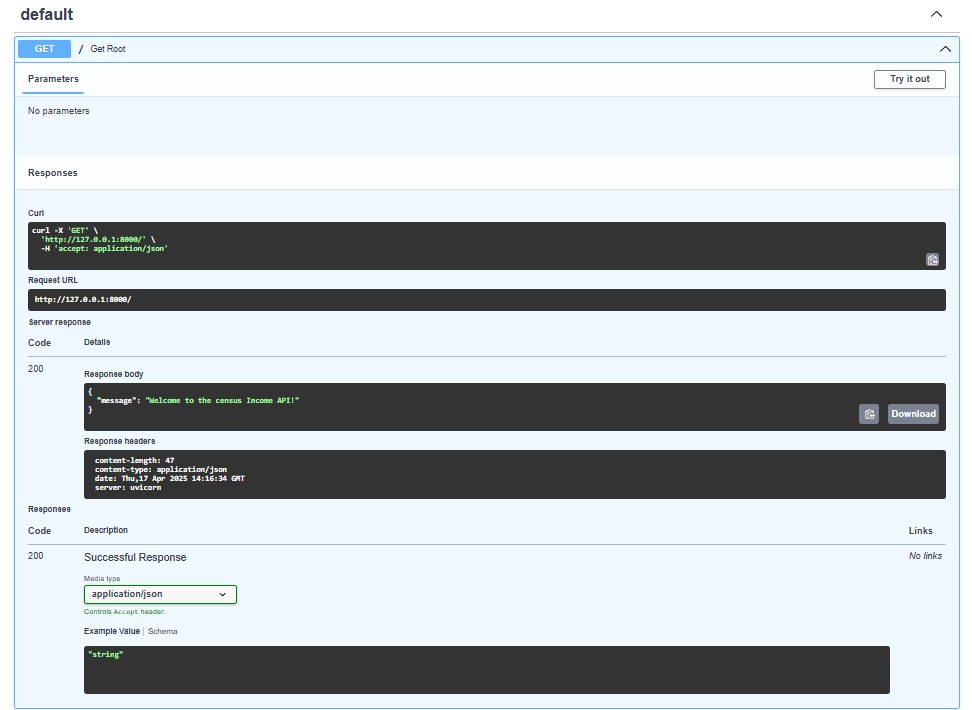 default
GET / Get Root
Parameters
Try it out
No parameters
Responses
Curl
curl -X 'GET' \
'http://127.0.0.1:8000/' \
-H 'accept: application/json'
Request URL
http://127.0.0.1:8000/
Server response
Code Details
200
Response body
{
"message": "Welcome to the census Income API!"
}
Download
Response headers
content-length: 47
content-type: application/json
date: Thu,17 Apr 2025 14:16:34 GMT
server: uvicorn
Responses
Code Description Links
200 Successful Response No links
Media type
application/json
Controls Accept header.
Example Value | Schema
"string"